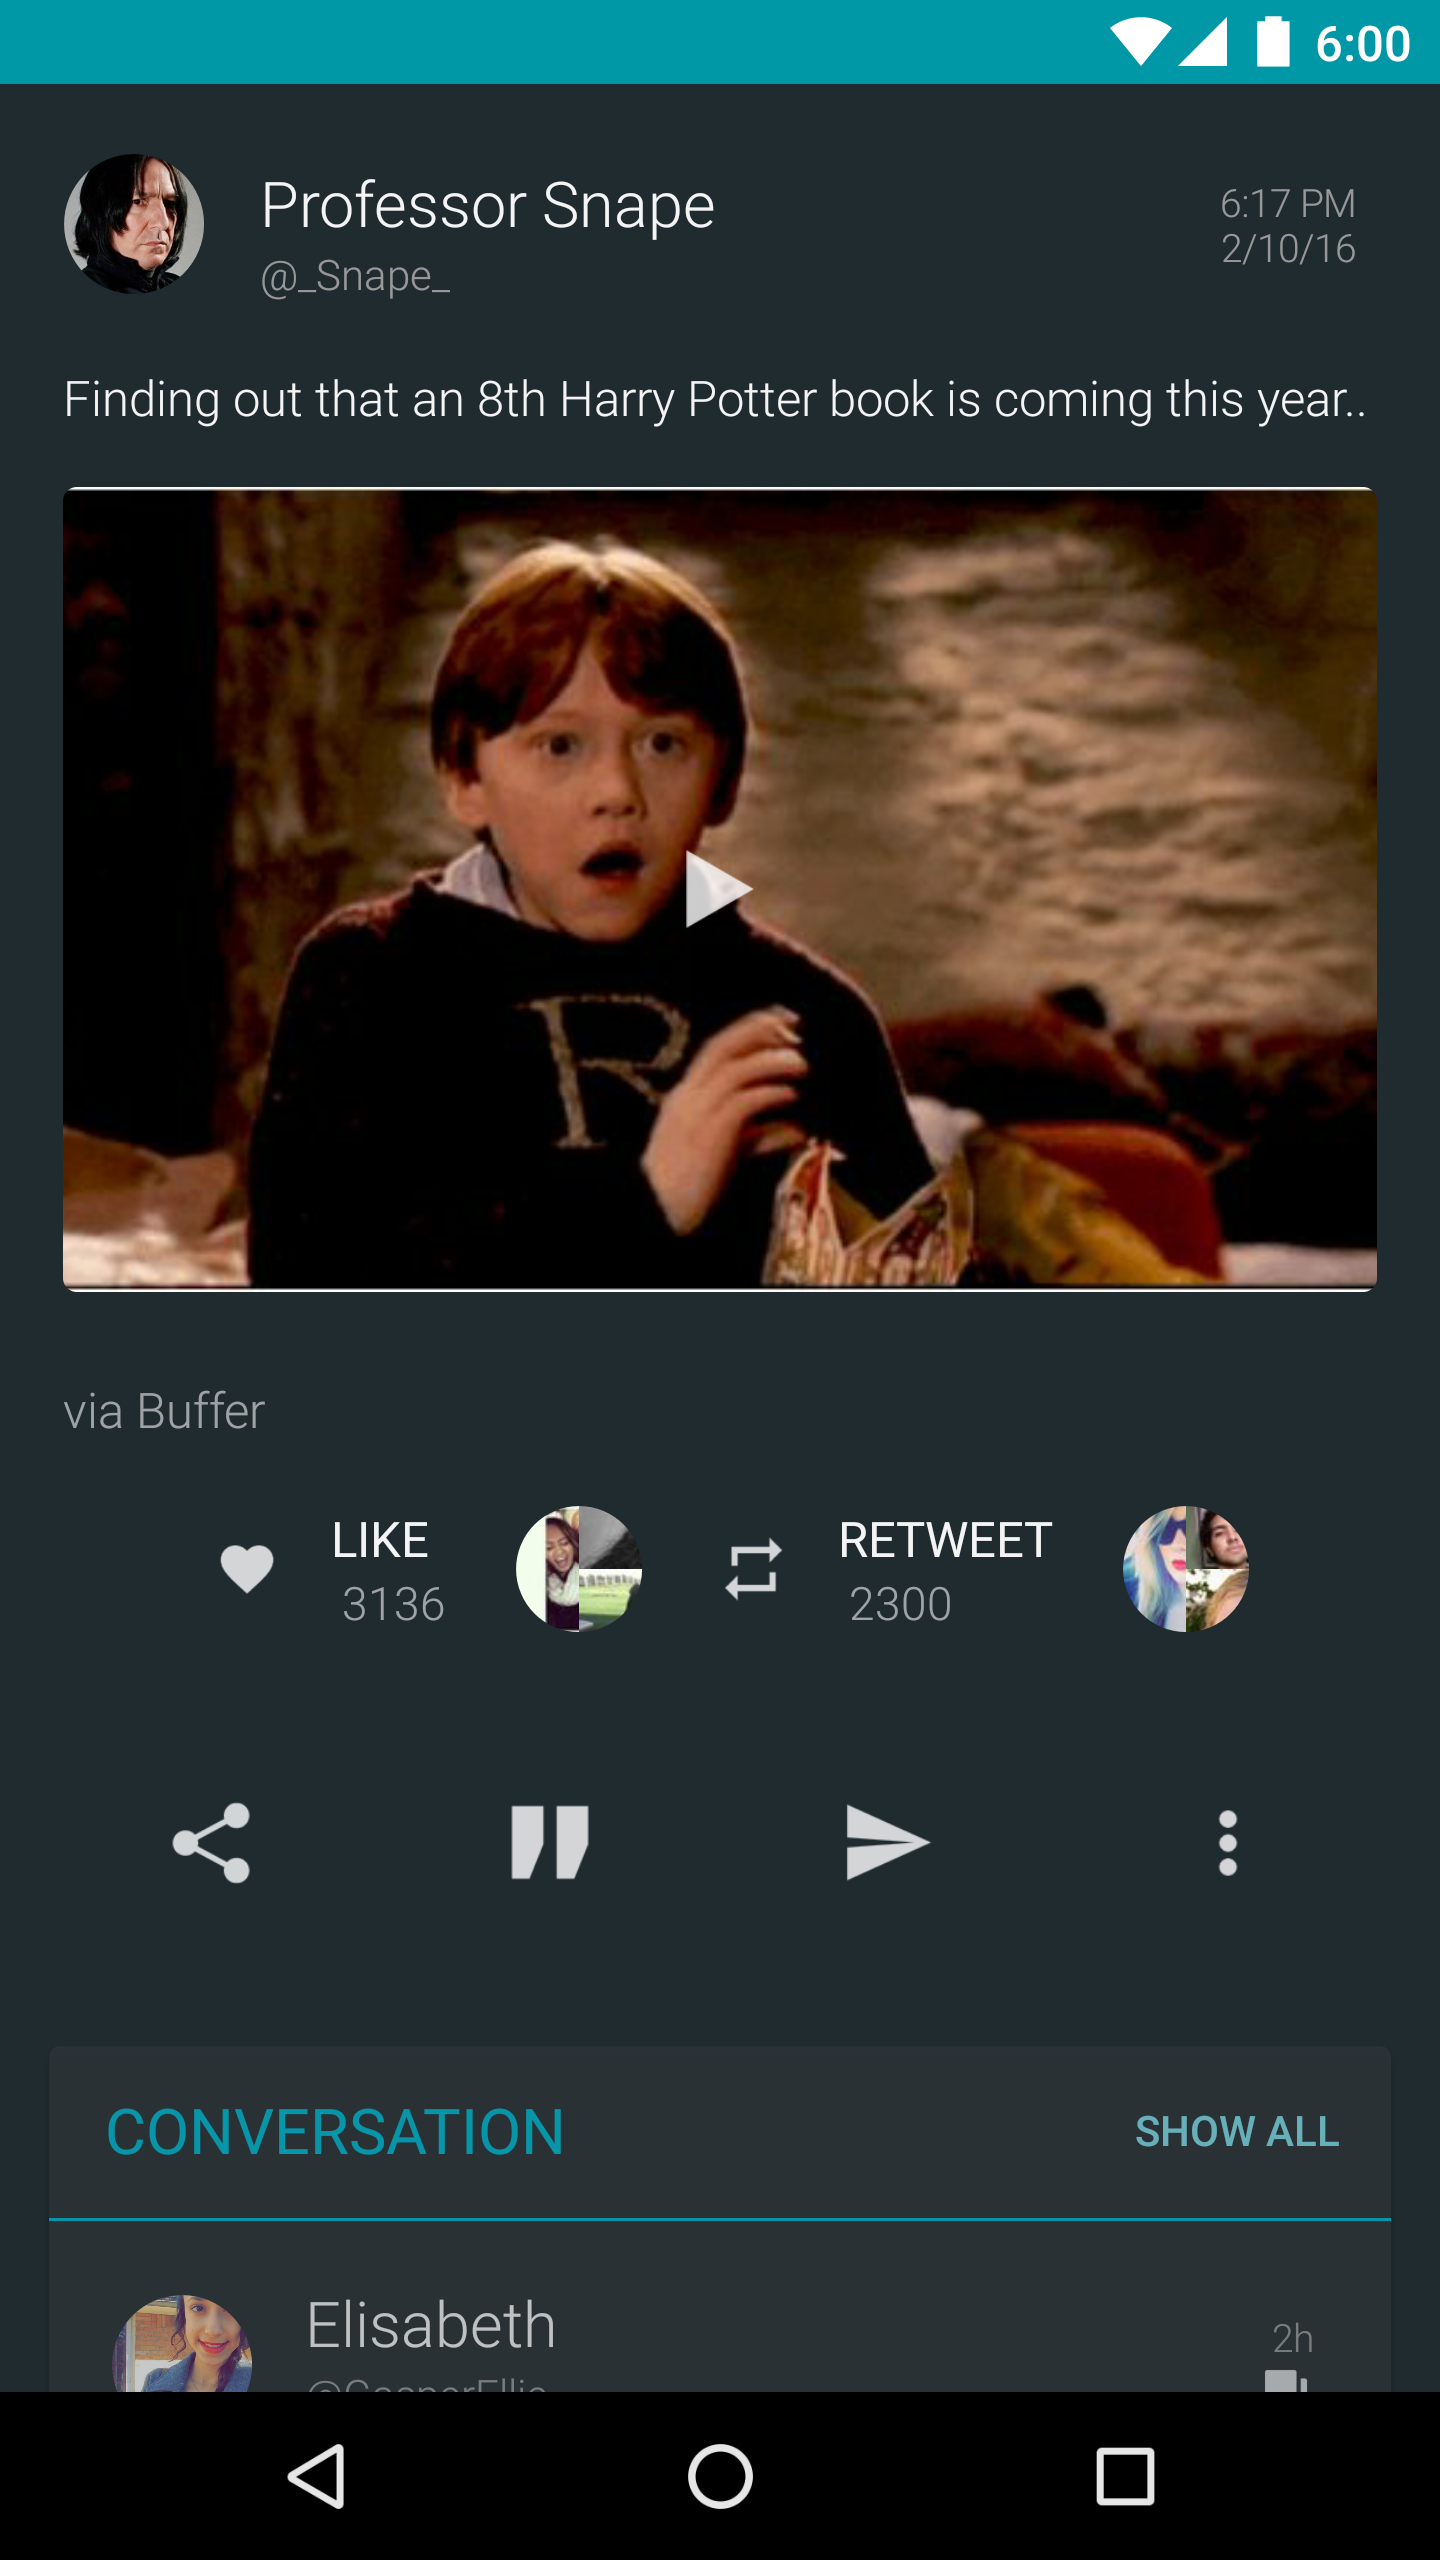 6:00
Professor Snape
6:17 PM
@_Snape_
2/10/16
Finding out that an 8th Harry Potter book is coming this year..
R
via Buffer
LIKE
3136
RETWEET
2300
CONVERSATION
SHOW ALL
Elisabeth
2h